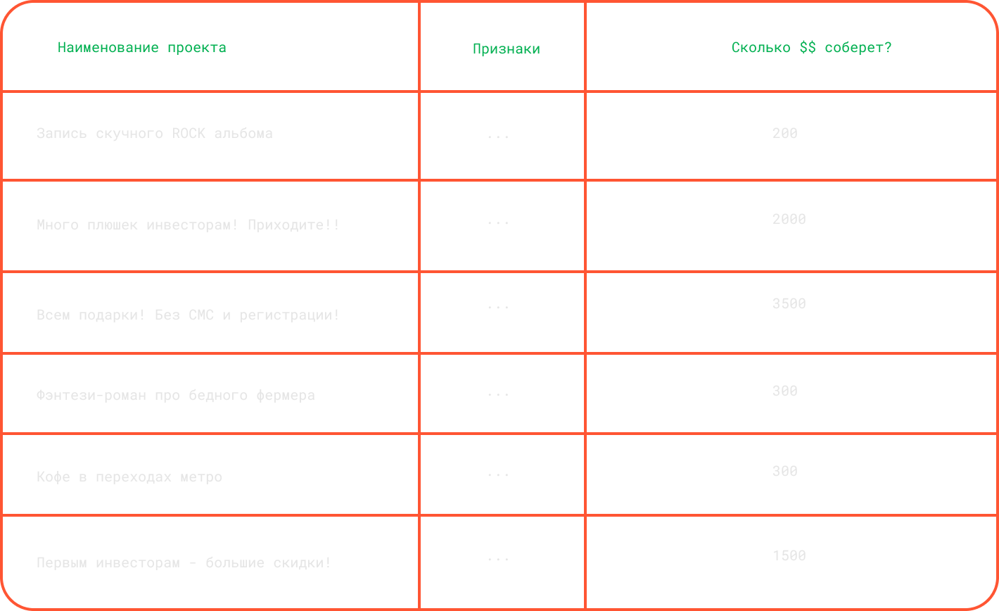 Наименование проекта Признаки Сколько $$ соберет?
Запись скучного ROCK альбома ... 200
Много плюшек инвесторам! Приходите!! ... 2000
Всем подарки! Без СМС и регистрации! ... 3500
Фэнтези-роман про бедного фермера ... 300
Кофе в переходах метро ... 300
Первым инвесторам - большие скидки! ... 1500